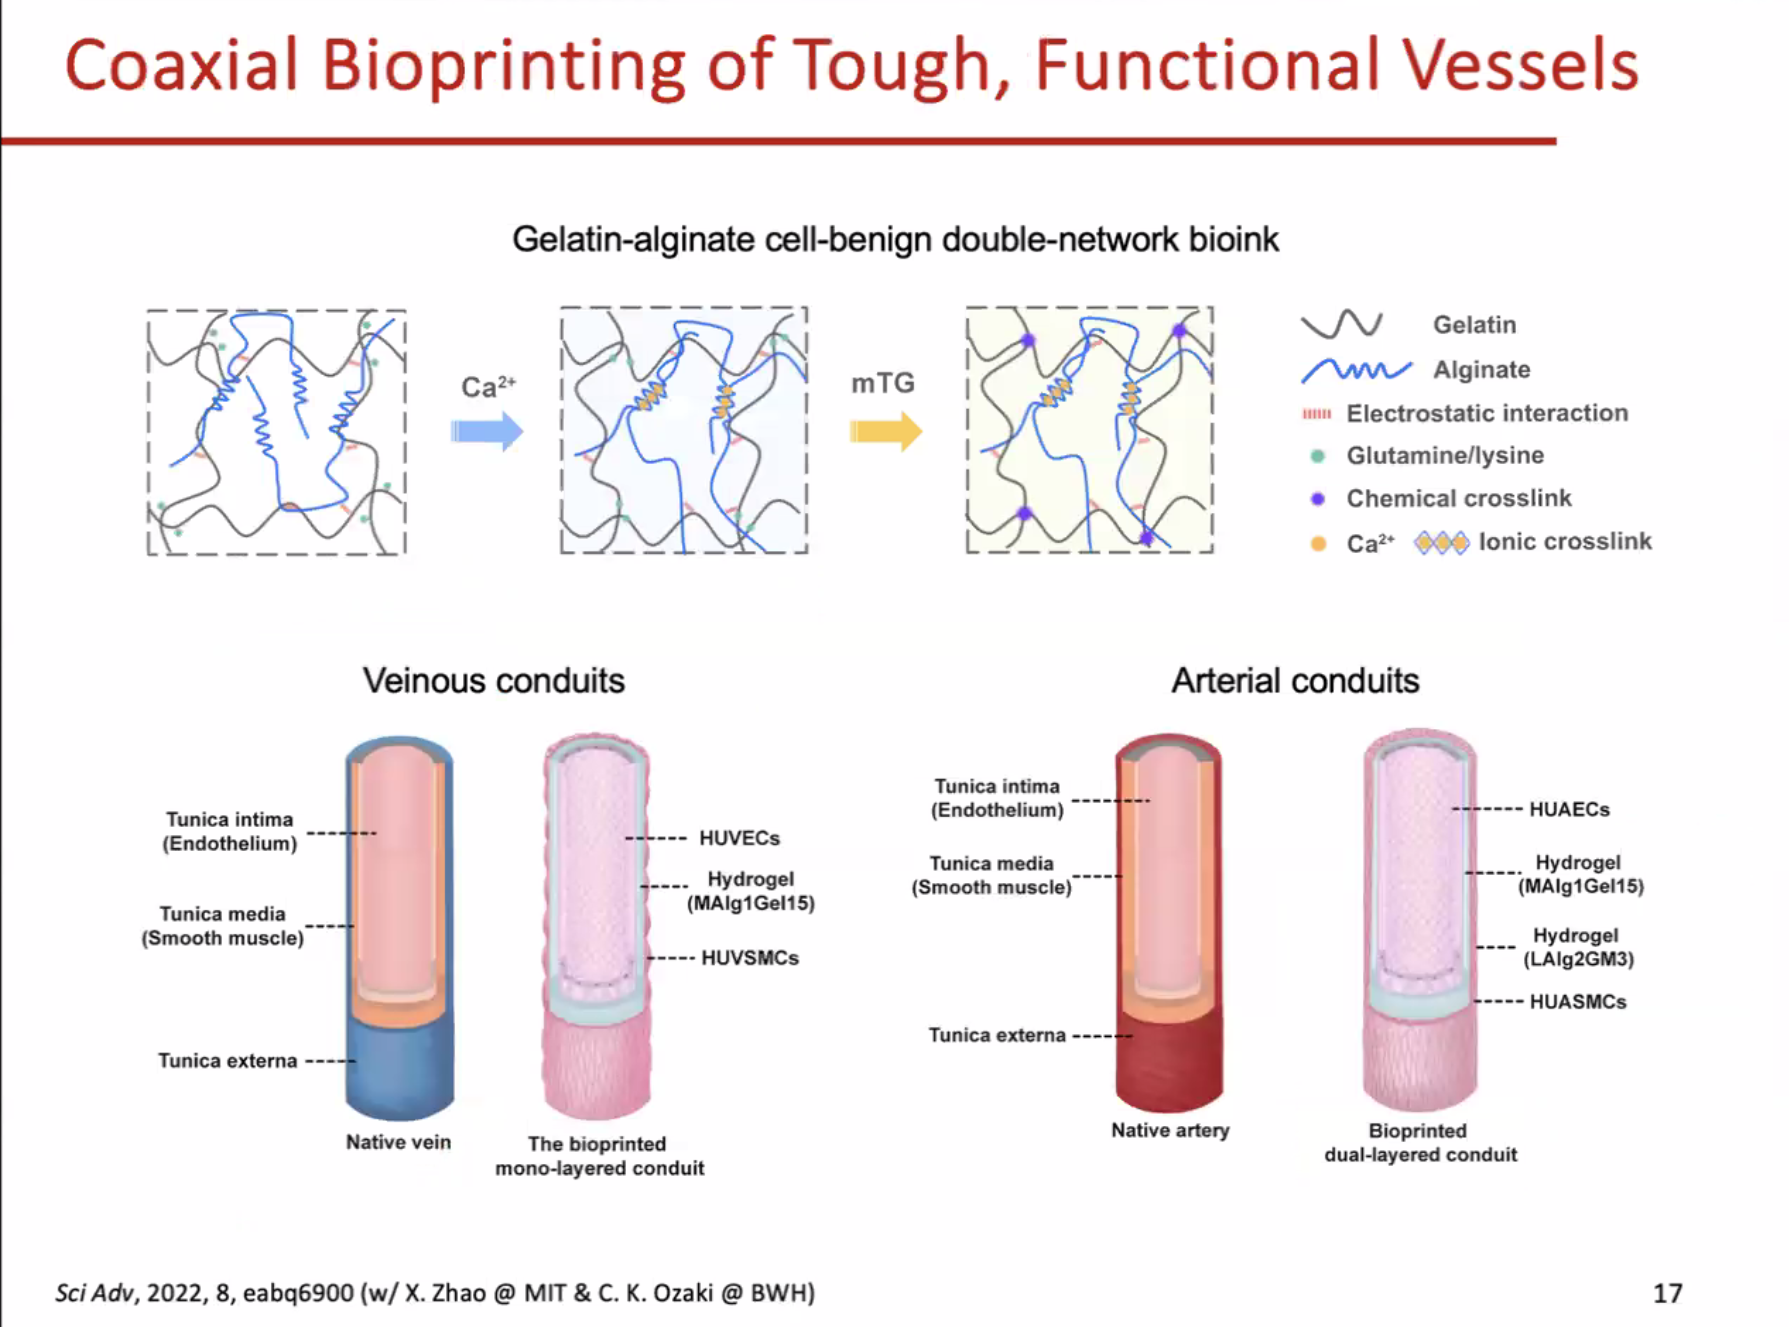 Coaxial Bioprinting of Tough, Functional Vessels
Gelatin-alginate cell-benign double-network bioink
Ca²⁺
mTG
Gelatin
Alginate
Electrostatic interaction
Glutamine/lysine
Chemical crosslink
Ca²⁺ Ionic crosslink
Veinous conduits
Tunica intima
(Endothelium)
Tunica media
(Smooth muscle)
Tunica externa
Native vein
HUVECs
Hydrogel
(MAlg1Gel15)
HUVSMCs
The bioprinted
mono-layered conduit
Arterial conduits
Tunica intima
(Endothelium)
Tunica media
(Smooth muscle)
Tunica externa
Native artery
HUAECs
Hydrogel
(MAlg1Gel15)
Hydrogel
(LAlg2GM3)
HUASMCs
Bioprinted
dual-layered conduit
Sci Adv, 2022, 8, eabq6900 (w/ X. Zhao @ MIT & C. K. Ozaki @ BWH)
17